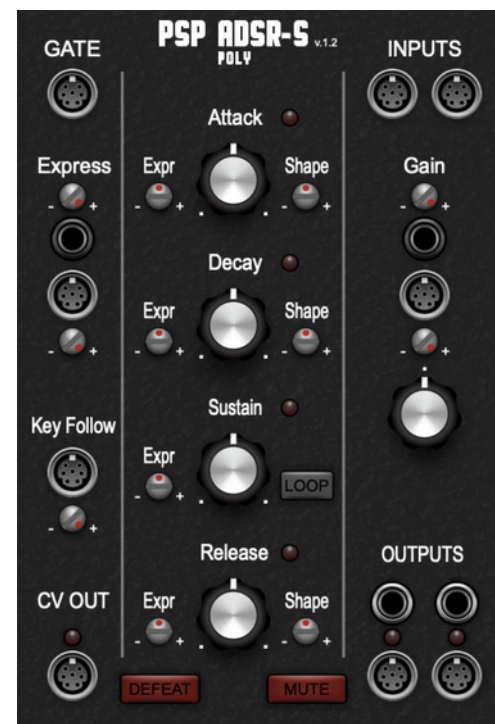 PSP ADSR-S v.1.2
POLY
GATE
INPUTS
Attack
Express
Expr
Shape
Gain
- +
- +
- +
- +
Decay
Expr
Shape
- +
- +
- +
- +
Sustain
Key Follow
Expr
- +
LOOP
- +
Release
OUTPUTS
CV OUT
Expr
Shape
- +
- +
DEFEAT
MUTE